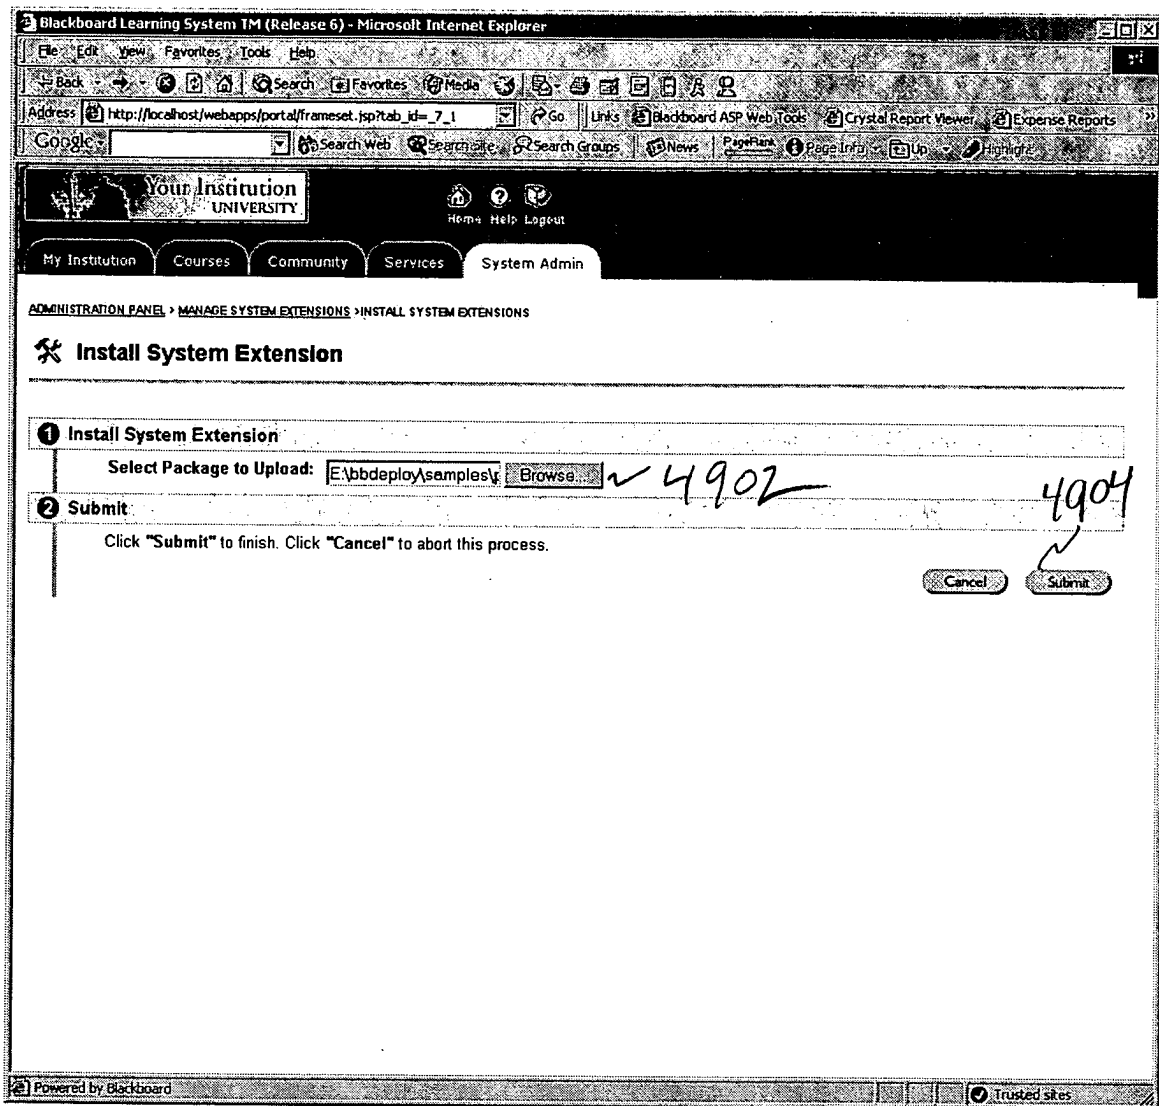 Blackboard Learning System TM (Release 6) - Microsoft Internet Explorer
File Edit View Favorites Tools Help
Back Search Favorites Media
Address http://localhost/webapps/portal/frameset.jsp?tab_id=_7_1 Go Links Blackboard ASP Web Tools Crystal Report Viewer Expense Reports »
Google Search Web Search Site Search Groups News PageRank Page Info Up Highlight
Your Institution
UNIVERSITY
Home Help Logout
My Institution Courses Community Services System Admin
ADMINISTRATION PANEL > MANAGE SYSTEM EXTENSIONS >INSTALL SYSTEM EXTENSIONS
Install System Extension
1 Install System Extension
Select Package to Upload: E:\bbdeploy\samples\p Browse... 4902
4904
2 Submit
Click "Submit" to finish. Click "Cancel" to abort this process.
Cancel Submit
Powered by Blackboard Trusted sites